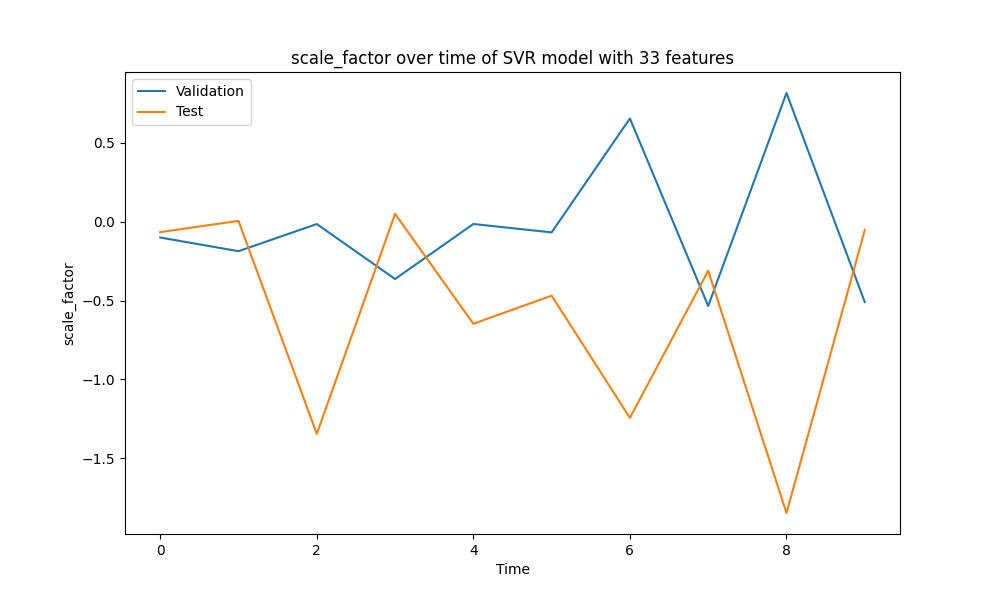 scale_factor over time of SVR model with 33 features
Validation
Test
0.5
0.0
−0.5
−1.0
−1.5
scale_factor
0 2 4 6 8
Time